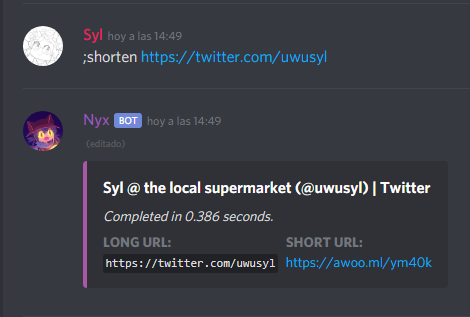 Syl hoy a las 14:49
;shorten https://twitter.com/uwusyl
Nyx BOT hoy a las 14:49
(editado)
Syl @ the local supermarket (@uwusyl) | Twitter
Completed in 0.386 seconds.
LONG URL: SHORT URL:
https://twitter.com/uwusyl https://awoo.ml/ym40k